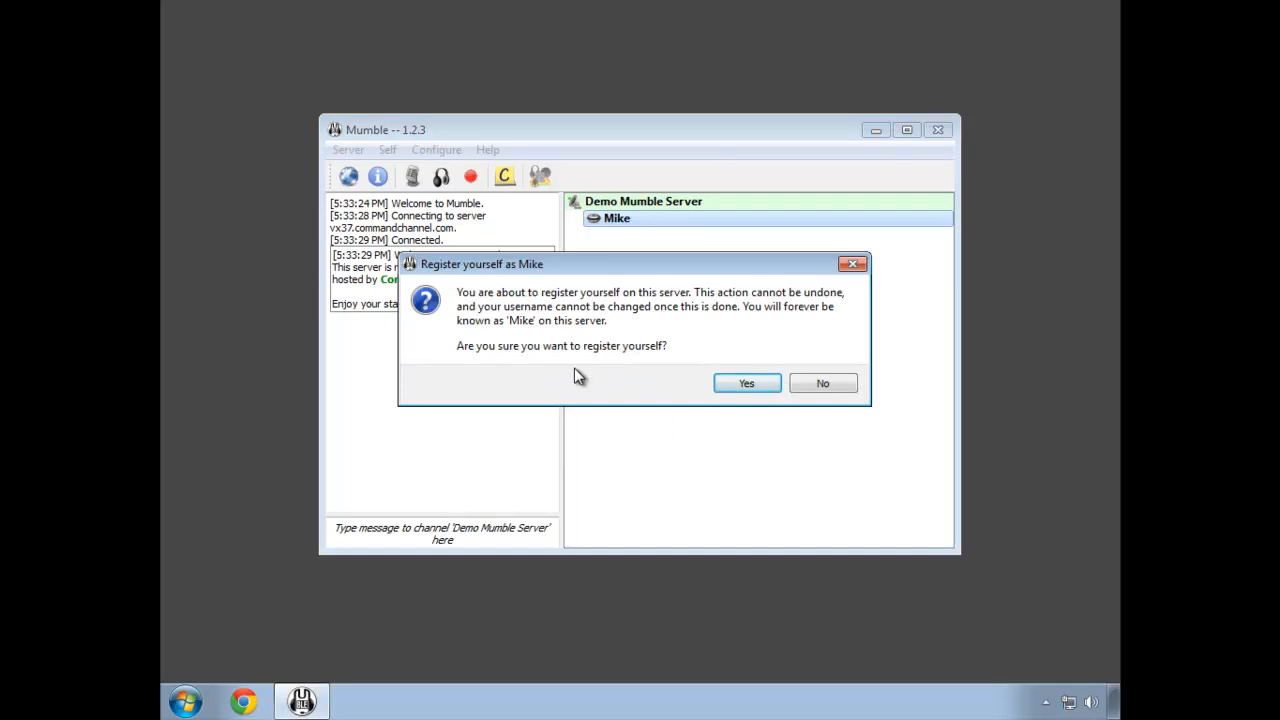 Mumble -- 1.2.3
Server Self Configure Help
C
[5:33:24 PM] Welcome to Mumble.
[5:33:28 PM] Connecting to server
vx37.commandchannel.com.
[5:33:29 PM] Connected.
[5:33:29 PM]
This server is
hosted by
Enjoy your
Demo Mumble Server
Mike
Register yourself as Mike
You are about to register yourself on this server. This action cannot be undone,
and your username cannot be changed once this is done. You will forever be
known as 'Mike' on this server.
Are you sure you want to register yourself?
Yes No
Type message to channel 'Demo Mumble Server'
here